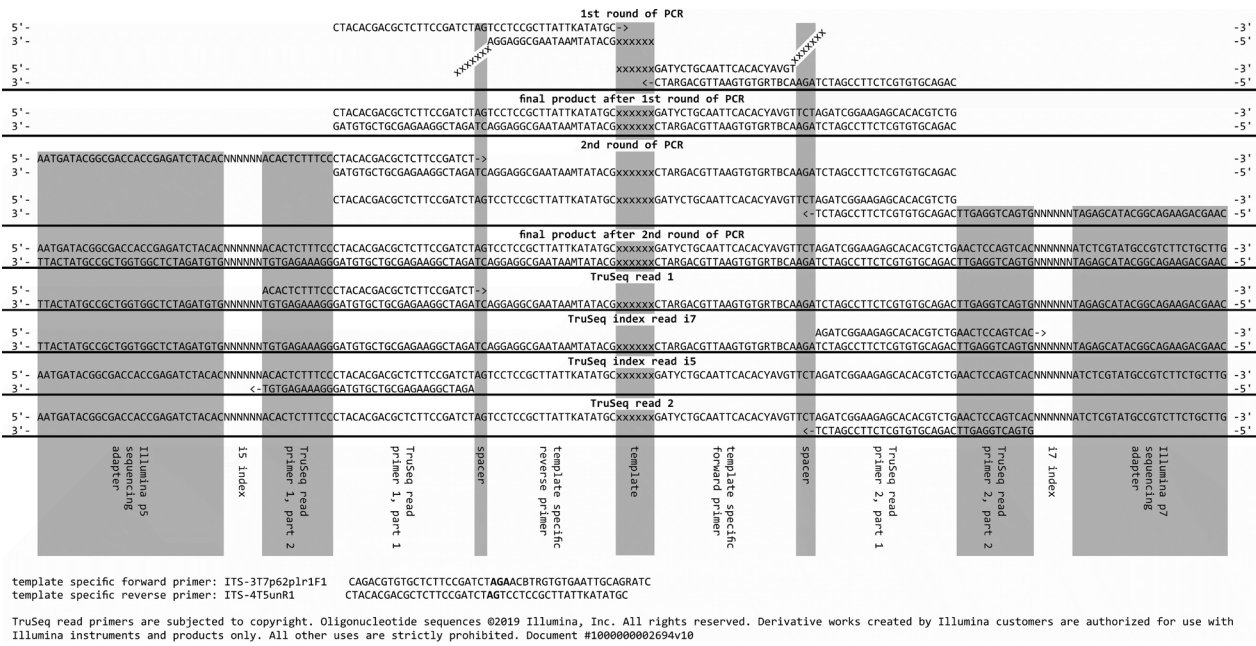 1st round of PCR
5'- CTACACGACGCTCTTCCGATCTAGTCCTCCGCTTATTKATATGC-> -3'
3'- AGGAGGCGAATAAMTATACGxxxxxx -5'
xxxxxxx
xxxxxxx
5'- xxxxxxGATYCTGCAATTCACACYAVGT -3'
3'- <-CTARGACGTTAAGTGTGRTBCAAGATCTAGCCTTCTCGTGTGCAGAC -5'
final product after 1st round of PCR
5'- CTACACGACGCTCTTCCGATCTAGTCCTCCGCTTATTKATATGCxxxxxxGATYCTGCAATTCACACYAVGTTCTAGATCGGAAGAGCACACGTCTG -3'
3'- GATGTGCTGCGAGAAGGCTAGATCAGGAGGCGAATAAMTATACGxxxxxxCTARGACGTTAAGTGTGRTBCAAGATCTAGCCTTCTCGTGTGCAGAC -5'
2nd round of PCR
5'- AATGATACGGCGACCACCGAGATCTACACNNNNNNACACTCTTTCCCTACACGACGCTCTTCCGATCT-> -3'
3'- GATGTGCTGCGAGAAGGCTAGATCAGGAGGCGAATAAMTATACGxxxxxxCTARGACGTTAAGTGTGRTBCAAGATCTAGCCTTCTCGTGTGCAGAC -5'
5'- CTACACGACGCTCTTCCGATCTAGTCCTCCGCTTATTKATATGCxxxxxxGATYCTGCAATTCACACYAVGTTCTAGATCGGAAGAGCACACGTCTG -3'
3'- <-TCTAGCCTTCTCGTGTGCAGACTTGAGGTCAGTGNNNNNNTAGAGCATACGGCAGAAGACGAAC -5'
final product after 2nd round of PCR
5'- AATGATACGGCGACCACCGAGATCTACACNNNNNNACACTCTTTCCCTACACGACGCTCTTCCGATCTAGTCCTCCGCTTATTKATATGCxxxxxxGATYCTGCAATTCACACYAVGTTCTAGATCGGAAGAGCACACGTCTGAACTCCAGTCACNNNNNNATCTCGTATGCCGTCTTCTGCTTG -3'
3'- TTACTATGCCGCTGGTGGCTCTAGATGTGNNNNNNTGTGAGAAAGGGATGTGCTGCGAGAAGGCTAGATCAGGAGGCGAATAAMTATACGxxxxxxCTARGACGTTAAGTGTGRTBCAAGATCTAGCCTTCTCGTGTGCAGACTTGAGGTCAGTGNNNNNNTAGAGCATACGGCAGAAGACGAAC -5'
TruSeq read 1
5'- ACACTCTTTCCCTACACGACGCTCTTCCGATCT-> -3'
3'- TTACTATGCCGCTGGTGGCTCTAGATGTGNNNNNNTGTGAGAAAGGGATGTGCTGCGAGAAGGCTAGATCAGGAGGCGAATAAMTATACGxxxxxxCTARGACGTTAAGTGTGRTBCAAGATCTAGCCTTCTCGTGTGCAGACTTGAGGTCAGTGNNNNNNTAGAGCATACGGCAGAAGACGAAC -5'
TruSeq index read i7
5'- AGATCGGAAGAGCACACGTCTGAACTCCAGTCAC-> -3'
3'- TTACTATGCCGCTGGTGGCTCTAGATGTGNNNNNNTGTGAGAAAGGGATGTGCTGCGAGAAGGCTAGATCAGGAGGCGAATAAMTATACGxxxxxxCTARGACGTTAAGTGTGRTBCAAGATCTAGCCTTCTCGTGTGCAGACTTGAGGTCAGTGNNNNNNTAGAGCATACGGCAGAAGACGAAC -5'
TruSeq index read i5
5'- AATGATACGGCGACCACCGAGATCTACACNNNNNNACACTCTTTCCCTACACGACGCTCTTCCGATCTAGTCCTCCGCTTATTKATATGCxxxxxxGATYCTGCAATTCACACYAVGTTCTAGATCGGAAGAGCACACGTCTGAACTCCAGTCACNNNNNNATCTCGTATGCCGTCTTCTGCTTG -3'
3'- <-TGTGAGAAAGGGATGTGCTGCGAGAAGGCTAGA -5'
TruSeq read 2
5'- AATGATACGGCGACCACCGAGATCTACACNNNNNNACACTCTTTCCCTACACGACGCTCTTCCGATCTAGTCCTCCGCTTATTKATATGCxxxxxxGATYCTGCAATTCACACYAVGTTCTAGATCGGAAGAGCACACGTCTGAACTCCAGTCACNNNNNNATCTCGTATGCCGTCTTCTGCTTG -3'
3'- <-TCTAGCCTTCTCGTGTGCAGACTTGAGGTCAGTG -5'
Illumina p5
sequencing
adapter
i5 index
TruSeq read
primer 1, part 2
TruSeq read
primer 1, part 1
spacer
template specific
reverse primer
template
template specific
forward primer
spacer
TruSeq read
primer 2, part 1
TruSeq read
primer 2, part 2
i7 index
Illumina p7
sequencing
adapter
template specific forward primer: ITS-3T7p62plr1F1 CAGACGTGTGCTCTTCCGATCTAGAACBTRGTGTGAATTGCAGRATC
template specific reverse primer: ITS-4T5unR1 CTACACGACGCTCTTCCGATCTAGTCCTCCGCTTATTKATATGC
TruSeq read primers are subjected to copyright. Oligonucleotide sequences ©2019 Illumina, Inc. All rights reserved. Derivative works created by Illumina customers are authorized for use with
Illumina instruments and products only. All other uses are strictly prohibited. Document #1000000002694v10